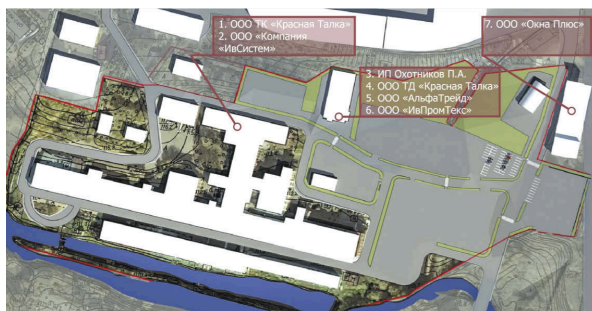 1. ООО ТК «Красная Талка»
2. ООО «Компания
«ИвСистем»
7. ООО «Окна Плюс»
3. ИП Охотников П.А.
4. ООО ТД «Красная Талка»
5. ООО «АльфаТрейд»
6. ООО «ИвПромТекс»